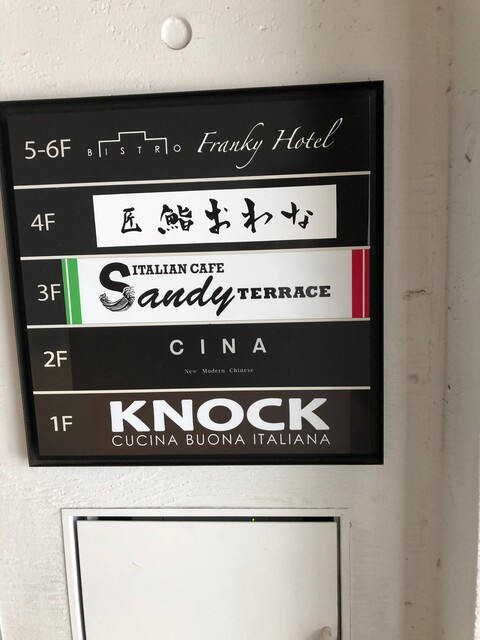 5-6F BISTRO Franky Hotel
4F 匠 鮨 おわな
3F ITALIAN CAFE
Sandy TERRACE
2F CINA
New Modern Chinese
1F KNOCK
CUCINA BUONA ITALIANA